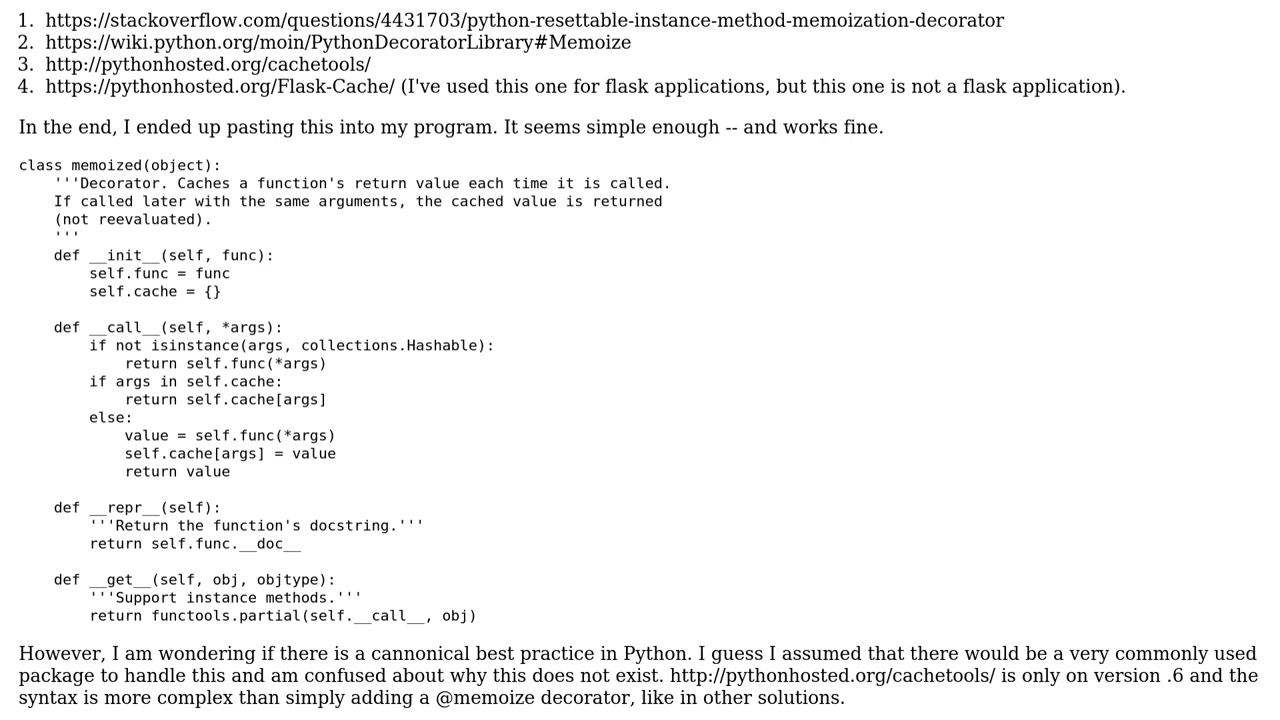 1. https://stackoverflow.com/questions/4431703/python-resettable-instance-method-memoization-decorator
2. https://wiki.python.org/moin/PythonDecoratorLibrary#Memoize
3. http://pythonhosted.org/cachetools/
4. https://pythonhosted.org/Flask-Cache/ (I've used this one for flask applications, but this one is not a flask application).
In the end, I ended up pasting this into my program. It seems simple enough -- and works fine.
class memoized(object):
    '''Decorator. Caches a function's return value each time it is called.
    If called later with the same arguments, the cached value is returned
    (not reevaluated).
    '''
    def __init__(self, func):
        self.func = func
        self.cache = {}
    def __call__(self, *args):
        if not isinstance(args, collections.Hashable):
            return self.func(*args)
        if args in self.cache:
            return self.cache[args]
        else:
            value = self.func(*args)
            self.cache[args] = value
            return value
    def __repr__(self):
        '''Return the function's docstring.'''
        return self.func.__doc__
    def __get__(self, obj, objtype):
        '''Support instance methods.'''
        return functools.partial(self.__call__, obj)
However, I am wondering if there is a cannonical best practice in Python. I guess I assumed that there would be a very commonly used
package to handle this and am confused about why this does not exist. http://pythonhosted.org/cachetools/ is only on version .6 and the
syntax is more complex than simply adding a @memoize decorator, like in other solutions.